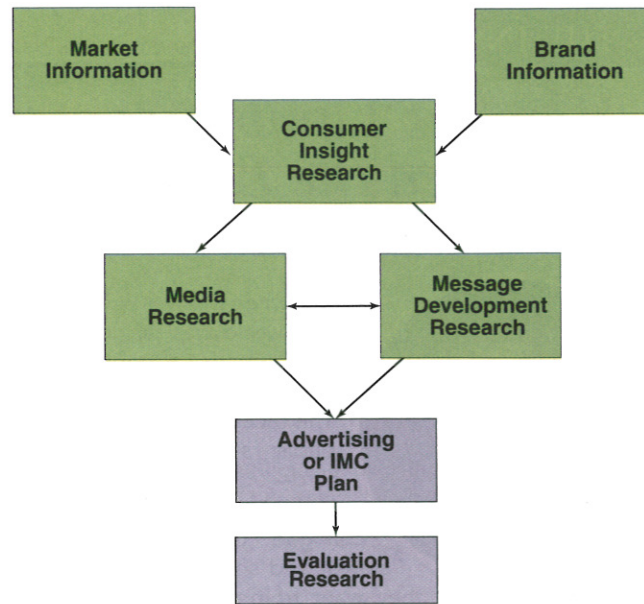 Market
Information
Brand
Information
Consumer
Insight
Research
Media
Research
Message
Development
Research
Advertising
or IMC
Plan
Evaluation
Research